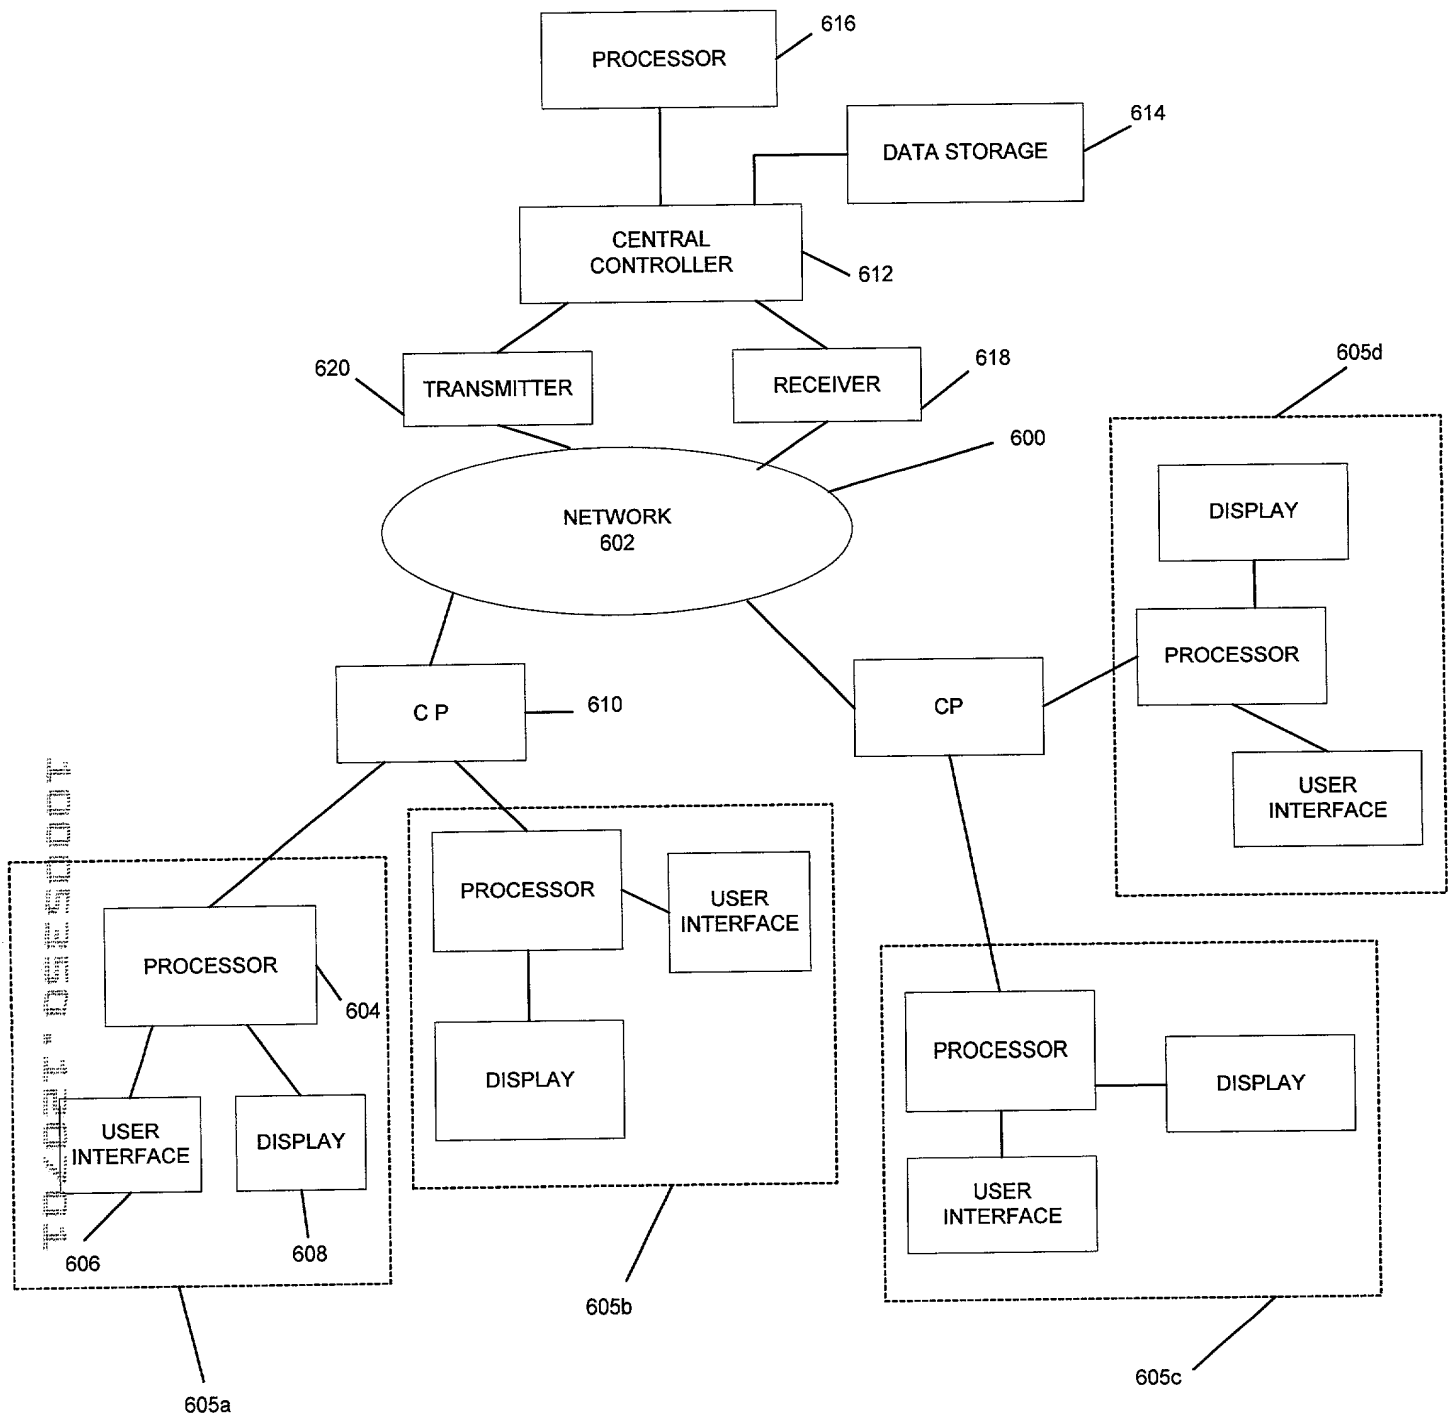 616
PROCESSOR
614
DATA STORAGE
CENTRAL
CONTROLLER
612
620
TRANSMITTER
RECEIVER
618
605d
600
NETWORK
602
DISPLAY
PROCESSOR
USER
INTERFACE
C P
610
CP
PROCESSOR
USER
INTERFACE
DISPLAY
605b
PROCESSOR
604
USER
INTERFACE
DISPLAY
606
608
605a
PROCESSOR
DISPLAY
USER
INTERFACE
605c